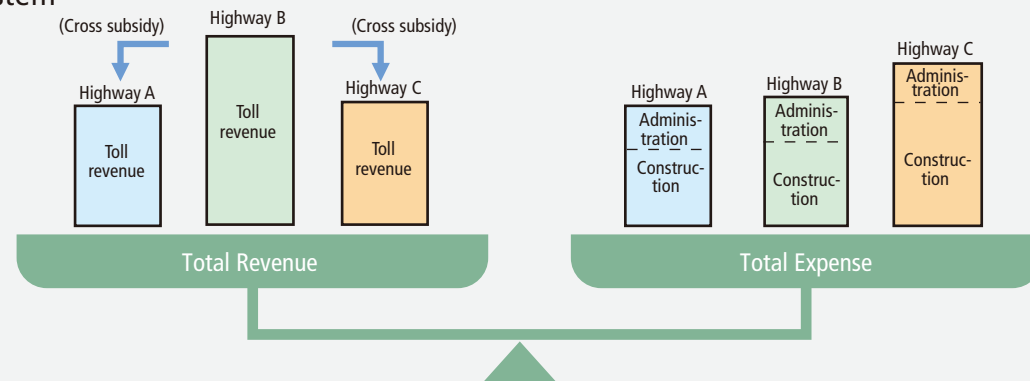 stem
(Cross subsidy)
Highway B
(Cross subsidy)
Highway A
Highway C
Toll
revenue
Toll
revenue
Toll
revenue
Total Revenue
Highway A
Highway B
Highway C
Adminis-
tration
Construc-
tion
Adminis-
tration
Construc-
tion
Adminis-
tration
Construc-
tion
Total Expense